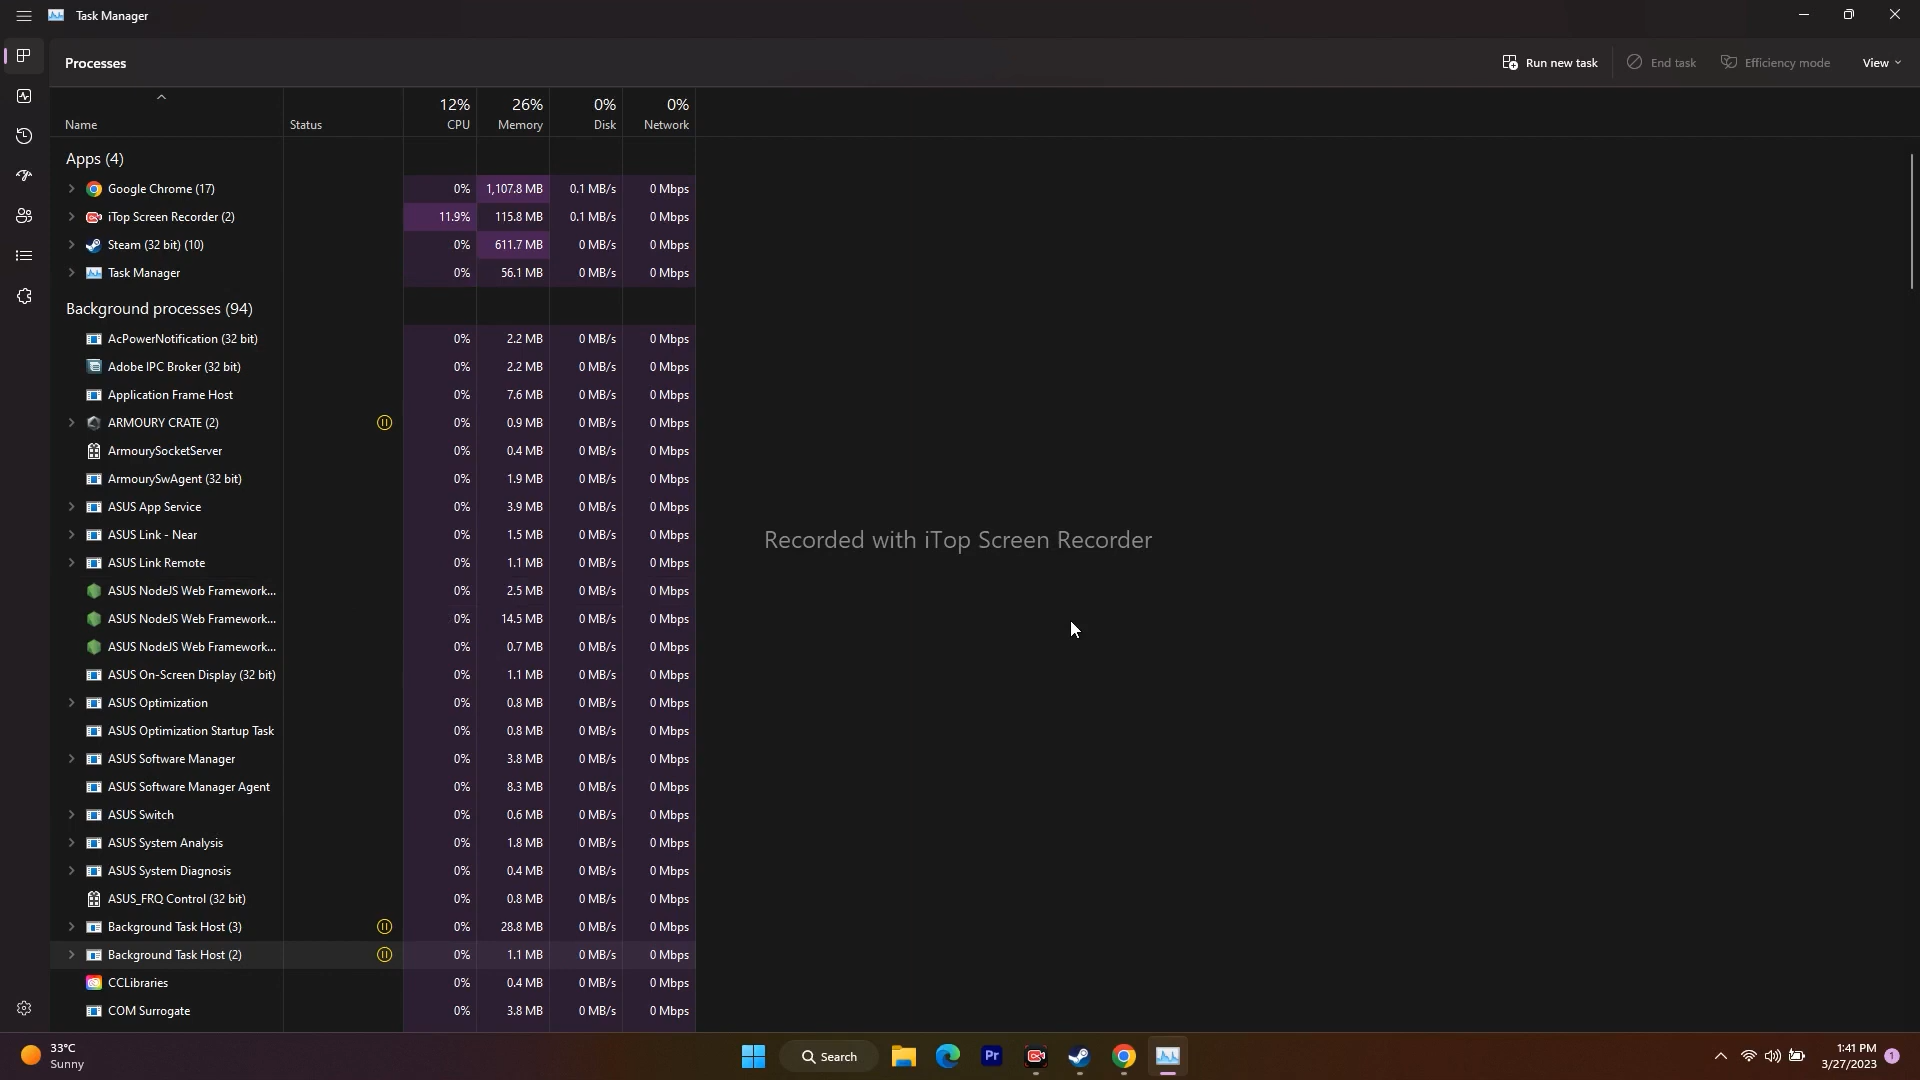 Task Manager
Processes
Run new task
End task
Efficiency mode
View
12% 26% 0% 0%
Name Status CPU Memory Disk Network
Apps (4)
Google Chrome (17) 0% 1,107.8 MB 0.1 MB/s 0 Mbps
iTop Screen Recorder (2) 11.9% 115.8 MB 0.1 MB/s 0 Mbps
Steam (32 bit) (10) 0% 611.7 MB 0 MB/s 0 Mbps
Task Manager 0% 56.1 MB 0 MB/s 0 Mbps
Background processes (94)
AcPowerNotification (32 bit) 0% 2.2 MB 0 MB/s 0 Mbps
Adobe IPC Broker (32 bit) 0% 2.2 MB 0 MB/s 0 Mbps
Application Frame Host 0% 7.6 MB 0 MB/s 0 Mbps
ARMOURY CRATE (2) 0% 0.9 MB 0 MB/s 0 Mbps
ArmourySocketServer 0% 0.4 MB 0 MB/s 0 Mbps
ArmourySwAgent (32 bit) 0% 1.9 MB 0 MB/s 0 Mbps
ASUS App Service 0% 3.9 MB 0 MB/s 0 Mbps
ASUS Link - Near 0% 1.5 MB 0 MB/s 0 Mbps
Recorded with iTop Screen Recorder
ASUS Link Remote 0% 1.1 MB 0 MB/s 0 Mbps
ASUS NodeJS Web Framework... 0% 2.5 MB 0 MB/s 0 Mbps
ASUS NodeJS Web Framework... 0% 14.5 MB 0 MB/s 0 Mbps
ASUS NodeJS Web Framework... 0% 0.7 MB 0 MB/s 0 Mbps
ASUS On-Screen Display (32 bit) 0% 1.1 MB 0 MB/s 0 Mbps
ASUS Optimization 0% 0.8 MB 0 MB/s 0 Mbps
ASUS Optimization Startup Task 0% 0.8 MB 0 MB/s 0 Mbps
ASUS Software Manager 0% 3.8 MB 0 MB/s 0 Mbps
ASUS Software Manager Agent 0% 8.3 MB 0 MB/s 0 Mbps
ASUS Switch 0% 0.6 MB 0 MB/s 0 Mbps
ASUS System Analysis 0% 1.8 MB 0 MB/s 0 Mbps
ASUS System Diagnosis 0% 0.4 MB 0 MB/s 0 Mbps
ASUS_FRQ Control (32 bit) 0% 0.8 MB 0 MB/s 0 Mbps
Background Task Host (3) 0% 28.8 MB 0 MB/s 0 Mbps
Background Task Host (2) 0% 1.1 MB 0 MB/s 0 Mbps
CCLibraries 0% 0.4 MB 0 MB/s 0 Mbps
COM Surrogate 0% 3.8 MB 0 MB/s 0 Mbps
33°C
Sunny
Search
Pr
1:41 PM
3/27/2023
1